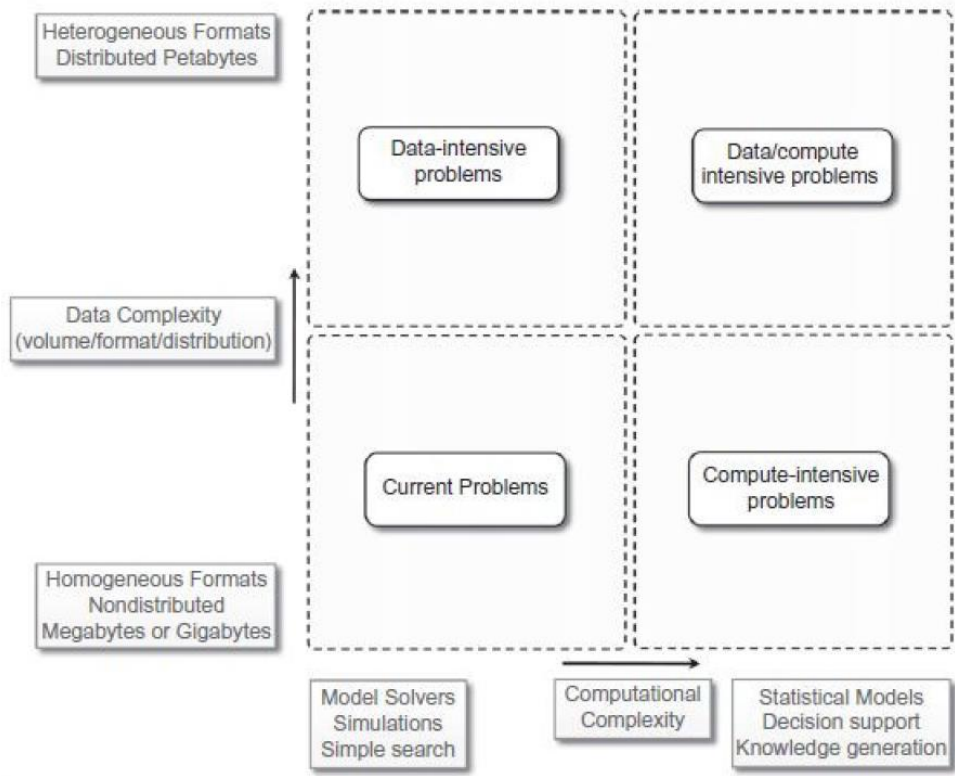 Heterogeneous Formats
Distributed Petabytes
Data-intensive
problems
Data/compute
intensive problems
Data Complexity
(volume/format/distribution)
Current Problems
Compute-intensive
problems
Homogeneous Formats
Nondistributed
Megabytes or Gigabytes
Model Solvers
Simulations
Simple search
Computational
Complexity
Statistical Models
Decision support
Knowledge generation